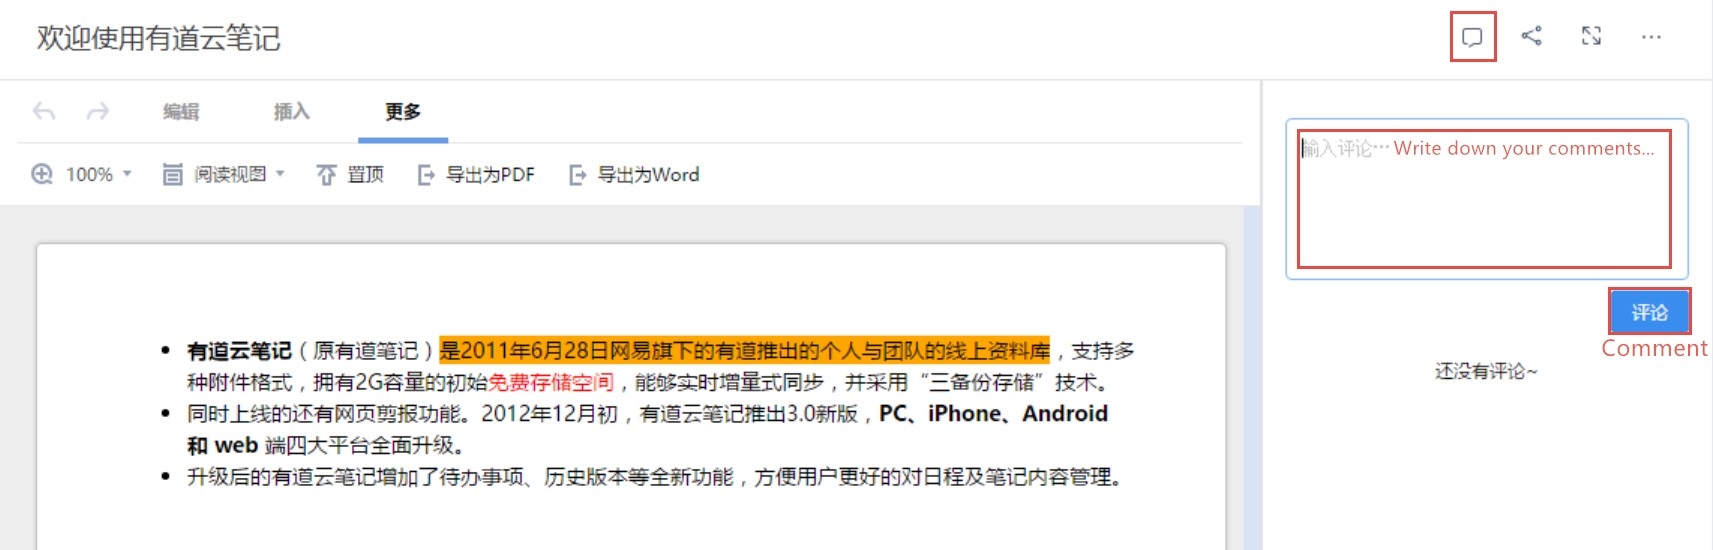 欢迎使用有道云笔记
编辑 插入 更多
100% 阅读视图 置顶 导出为PDF 导出为Word
输入评论… Write down your comments...
评论
Comment
还没有评论~
有道云笔记（原有道笔记）是2011年6月28日网易旗下的有道推出的个人与团队的线上资料库，支持多
种附件格式，拥有2G容量的初始免费存储空间，能够实时增量式同步，并采用“三备份存储”技术。
同时上线的还有网页剪报功能。2012年12月初，有道云笔记推出3.0新版，PC、iPhone、Android
和 web 端四大平台全面升级。
升级后的有道云笔记增加了待办事项、历史版本等全新功能，方便用户更好的对日程及笔记内容管理。